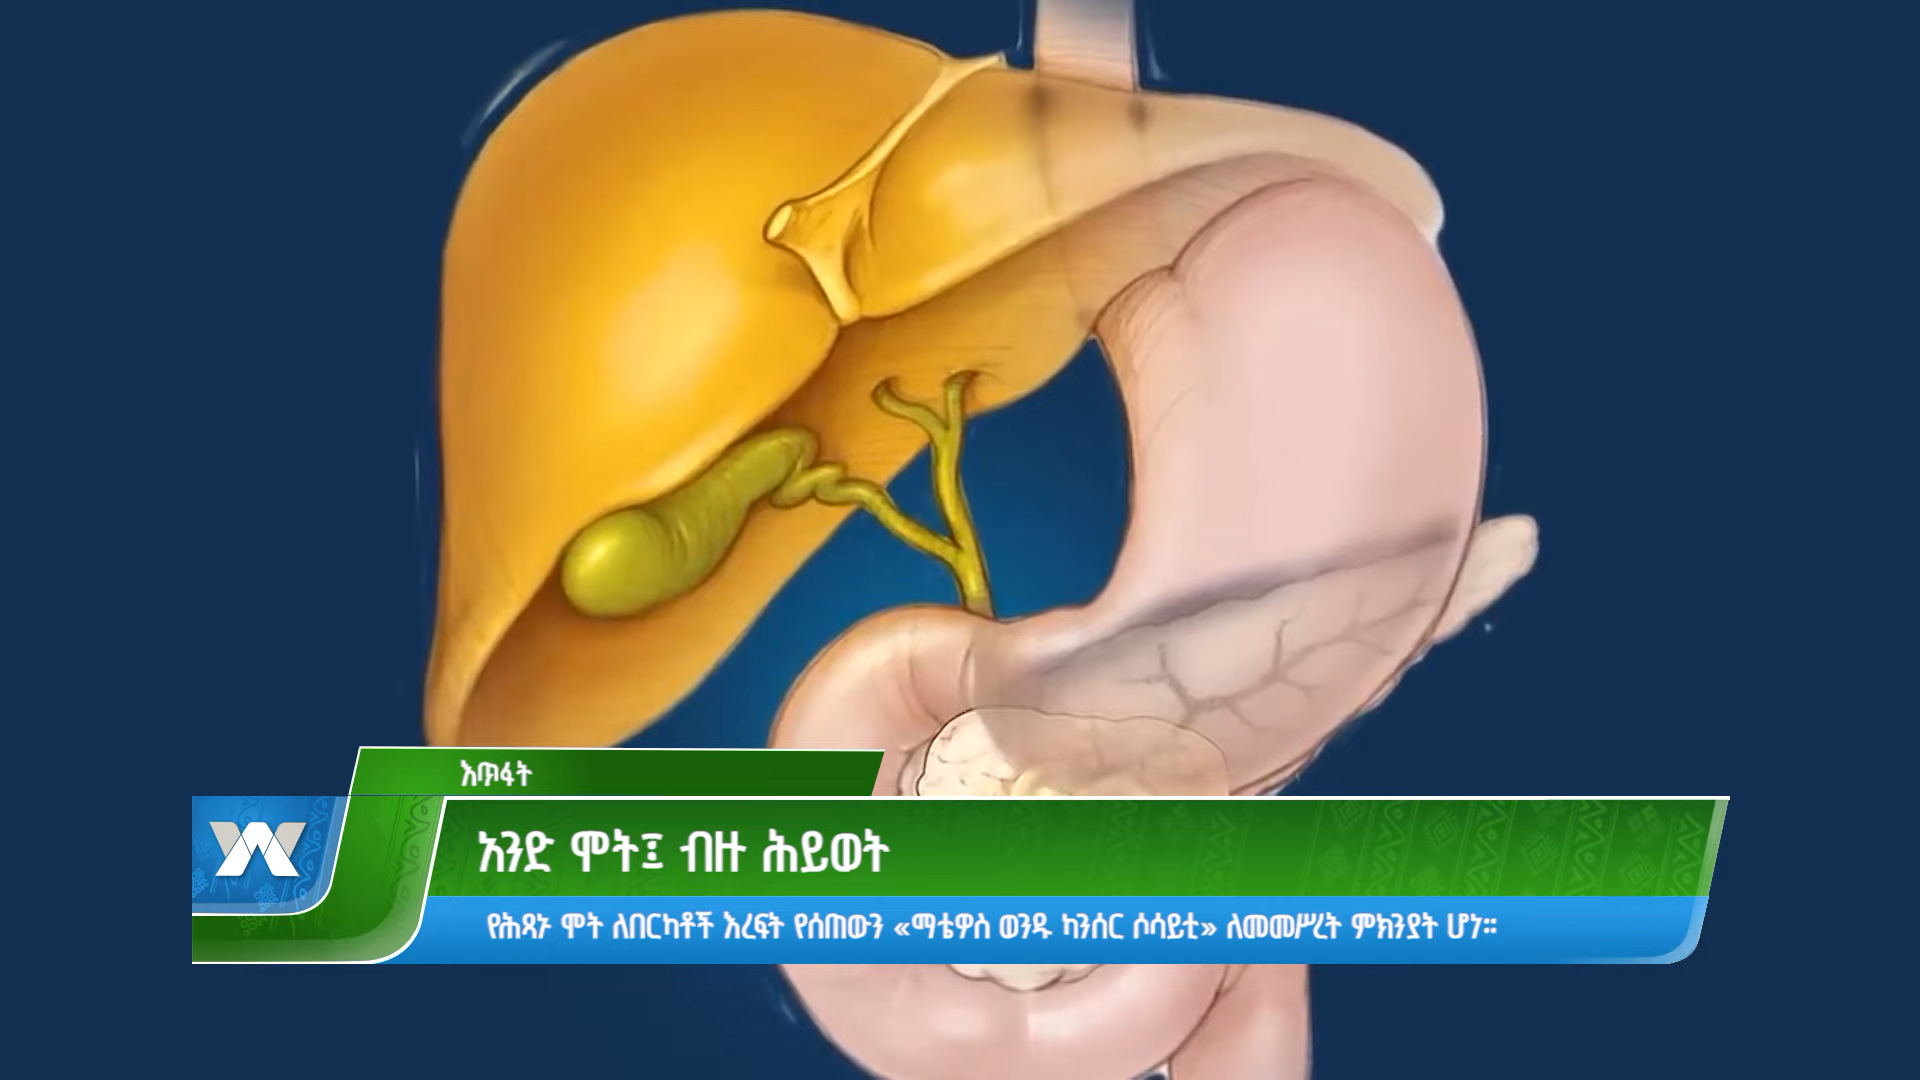 እጥፋት
አንድ ሞት፤ ብዙ ሕይወት
የሕጻኑ ሞት ለበርካቶች እረፍት የሰጠውን «ማቴዎስ ወንዱ ካንሰር ሶሳይቲ» ለመመሥረት ምክንያት ሆነ።